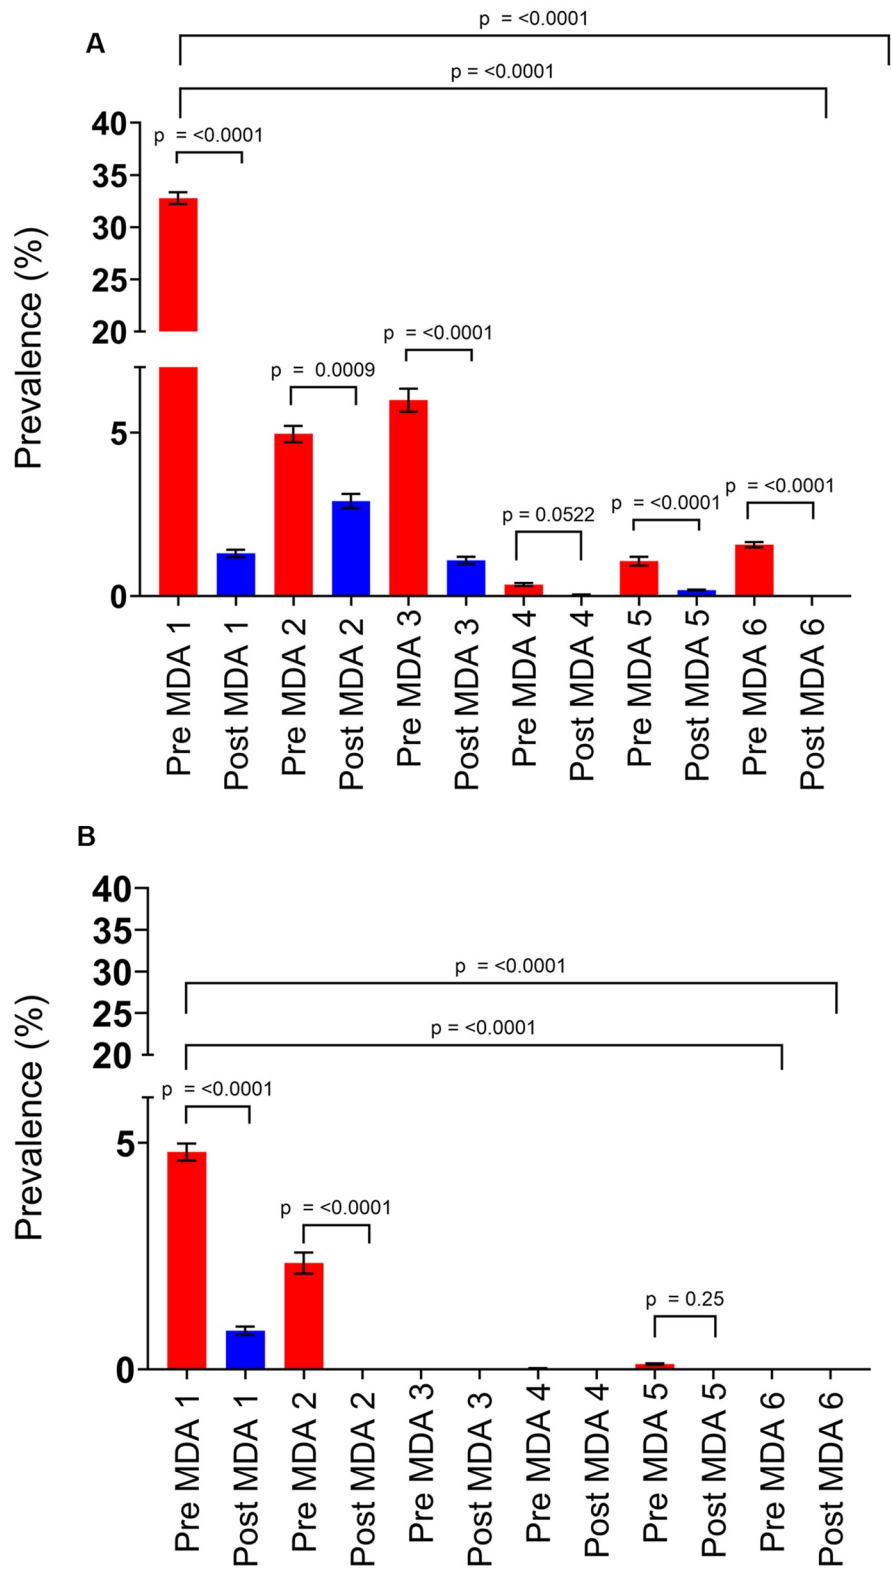 p = <0.0001
A
p = <0.0001
40
p = <0.0001
35
30
25
20
p = <0.0001
p = 0.0009
5
p = <0.0001
p = <0.0001
p = 0.0522
0
Prevalence (%)
Pre MDA 1
Post MDA 1
Pre MDA 2
Post MDA 2
Pre MDA 3
Post MDA 3
Pre MDA 4
Post MDA 4
Pre MDA 5
Post MDA 5
Pre MDA 6
Post MDA 6
B
40
35
30
p = <0.0001
25
p = <0.0001
20
p = <0.0001
5
p = <0.0001
p = 0.25
0
Prevalence (%)
Pre MDA 1
Post MDA 1
Pre MDA 2
Post MDA 2
Pre MDA 3
Post MDA 3
Pre MDA 4
Post MDA 4
Pre MDA 5
Post MDA 5
Pre MDA 6
Post MDA 6